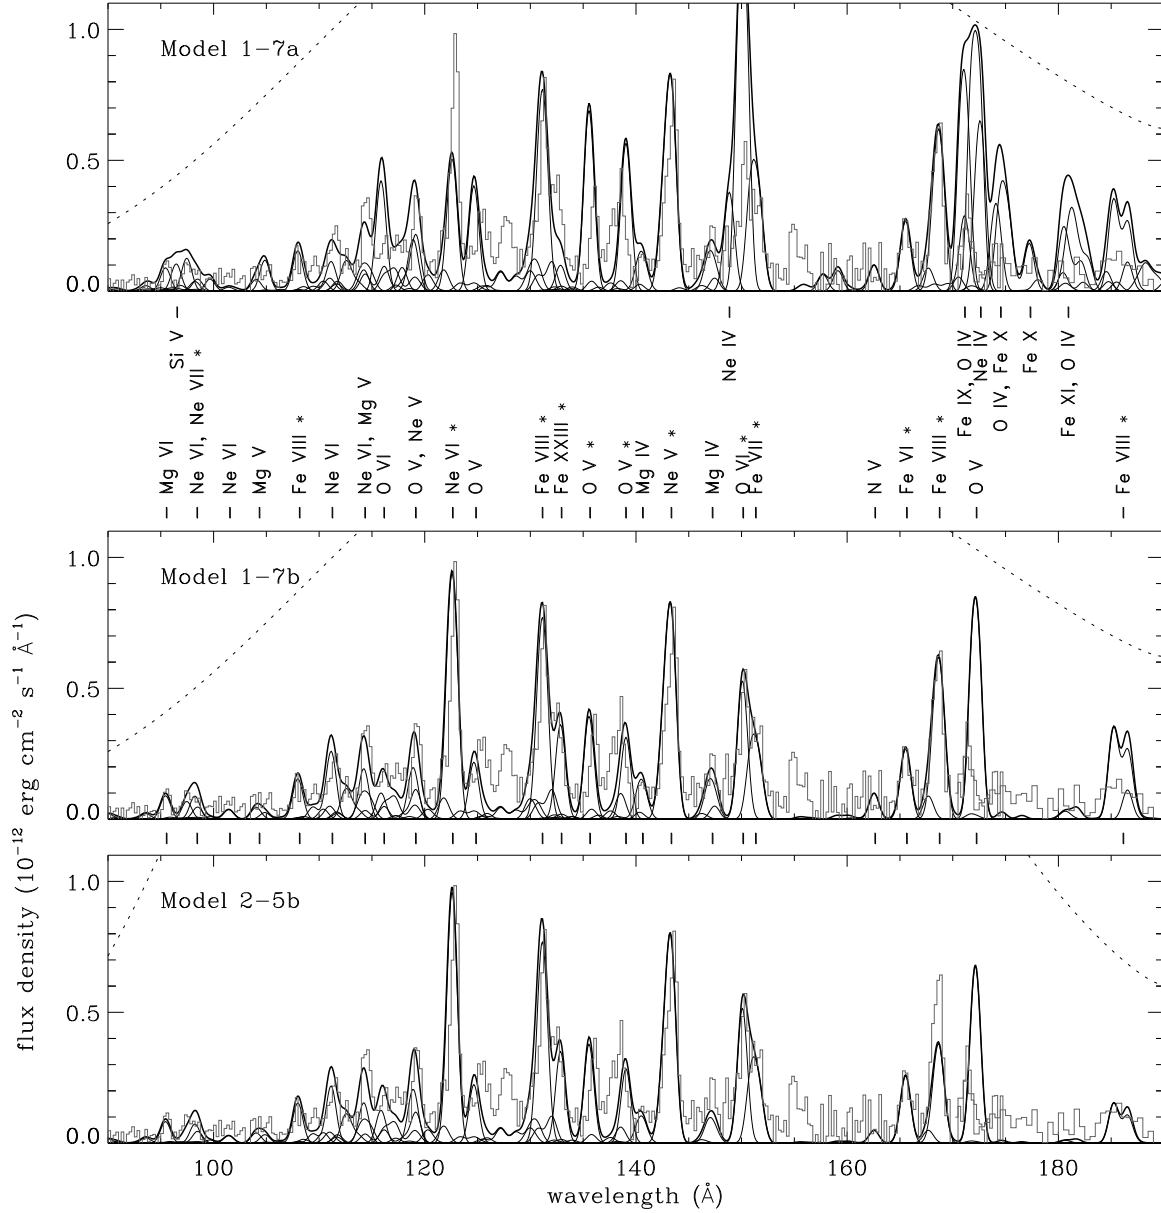 Model 1−7a
1.0
0.5
0.0
Si V
Ne IV
Fe IX, O IV
Ne IV
O IV, Fe X
Fe X
Fe XI, O IV
Mg VI
Ne VI, Ne VII *
Ne VI
Mg V
Fe VIII *
Ne VI
Ne VI, Mg V
O VI
O V, Ne V
Ne VI *
O V
Fe VIII *
Fe XXIII *
O V *
O V *
Mg IV
Ne V *
Mg IV
O VI *
Fe VII *
N V
Fe VI *
Fe VIII *
O V
Fe VIII *
Model 1−7b
1.0
0.5
0.0
Model 2−5b
1.0
0.5
0.0
100 120 140 160 180
wavelength (Å)
flux density (10⁻¹² erg cm⁻² s⁻¹ Å⁻¹)